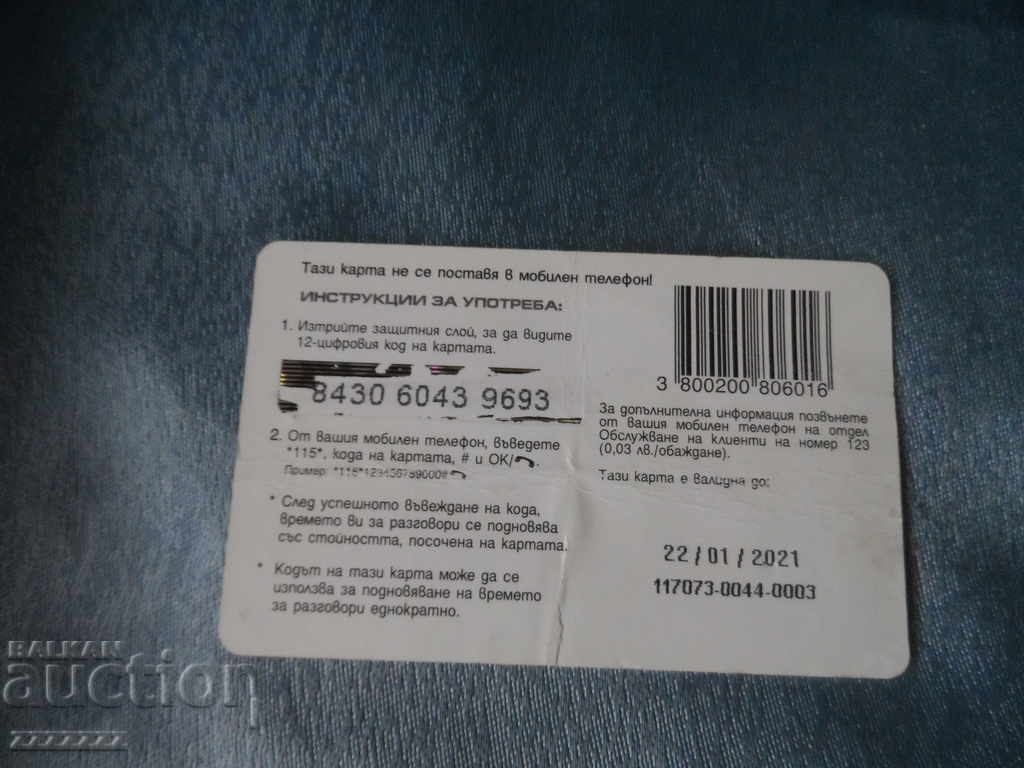 Тази карта не се поставя в мобилен телефон!
ИНСТРУКЦИИ ЗА УПОТРЕБА:
1. Изтрийте защитния слой, за да видите
12-цифровия код на картата.
8430 6043 9693
2. От вашия мобилен телефон, въведете
*115*, кода на картата, # и OK/
Пример: *115*123456789000#
* След успешното въвеждане на кода,
времето ви за разговори се подновява
със стойността, посочена на картата.
* Кодът на тази карта може да се
използва за подновяване на времето
за разговори еднократно.
3 800200 806016
За допълнителна информация позвънете
от вашия мобилен телефон на отдел
Обслужване на клиенти на номер 123
(0,03 лв./обаждане).
Тази карта е валидна до:
22/01/2021
117073-0044-0003
BALKAN
auction